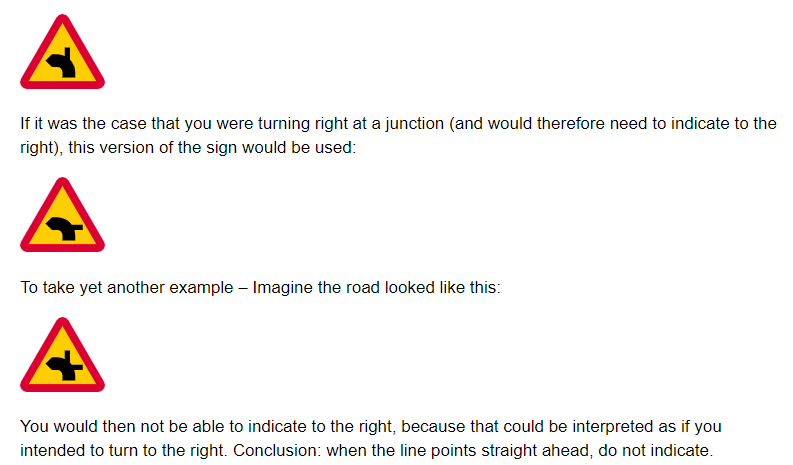 If it was the case that you were turning right at a junction (and would therefore need to indicate to the
right), this version of the sign would be used:
To take yet another example – Imagine the road looked like this:
You would then not be able to indicate to the right, because that could be interpreted as if you
intended to turn to the right. Conclusion: when the line points straight ahead, do not indicate.